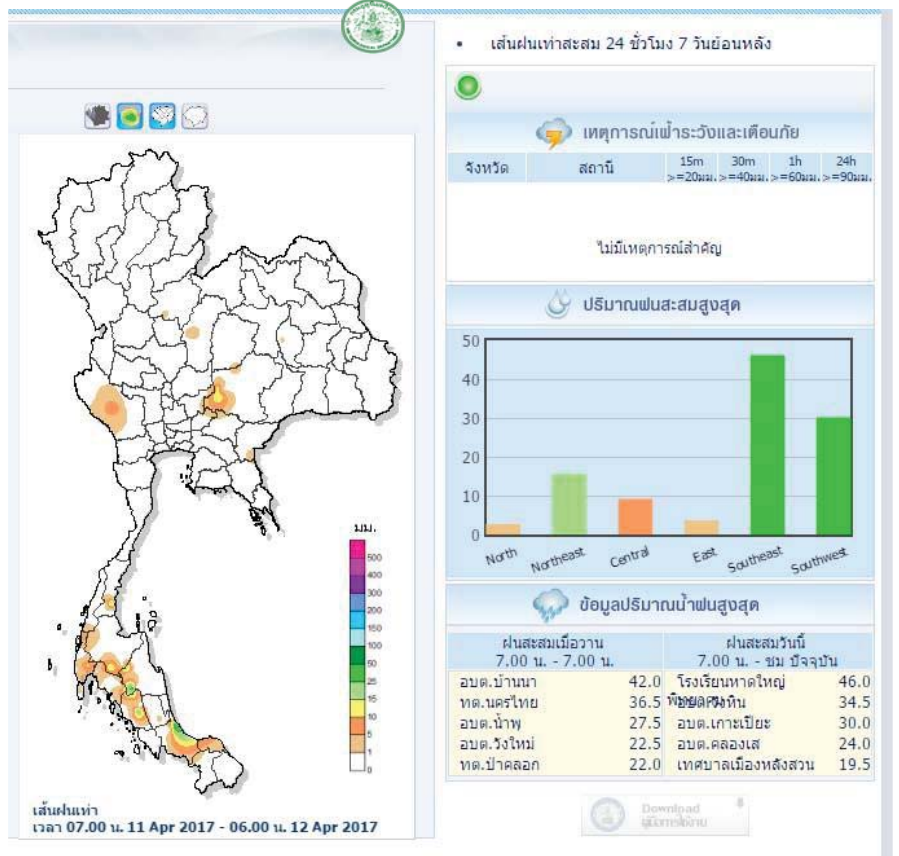 • เส้นฝนเท่าสะสม 24 ชั่วโมง 7 วันย้อนหลัง
เหตุการณ์เฝ้าระวังและเตือนภัย
จังหวัด สถานี 15m 30m 1h 24h
>=20มม. >=40มม. >=60มม. >=90มม.
ไม่มีเหตุการณ์สำคัญ
ปริมาณฝนสะสมสูงสุด
50
40
30
20
10
0
North Northeast Central East Southeast Southwest
ข้อมูลปริมาณน้ำฝนสูงสุด
ฝนสะสมเมื่อวาน ฝนสะสมวันนี้
7.00 น. - 7.00 น. 7.00 น. - ชม ปัจจุบัน
อบต.บ้านนา 42.0 โรงเรียนหาดใหญ่ 46.0
ทต.นครไทย 36.5 34.5
อบต.น้ำพุ 27.5 อบต.เกาะเปียะ 30.0
อบต.วังใหม่ 22.5 อบต.คลองเส 24.0
ทต.ป่าคลอก 22.0 เทศบาลเมืองหลังสวน 19.5
Download
คู่มือการใช้งาน
มม.
500
400
300
200
150
100
50
25
15
10
5
1
0
เส้นฝนเท่า
เวลา 07.00 น. 11 Apr 2017 - 06.00 น. 12 Apr 2017